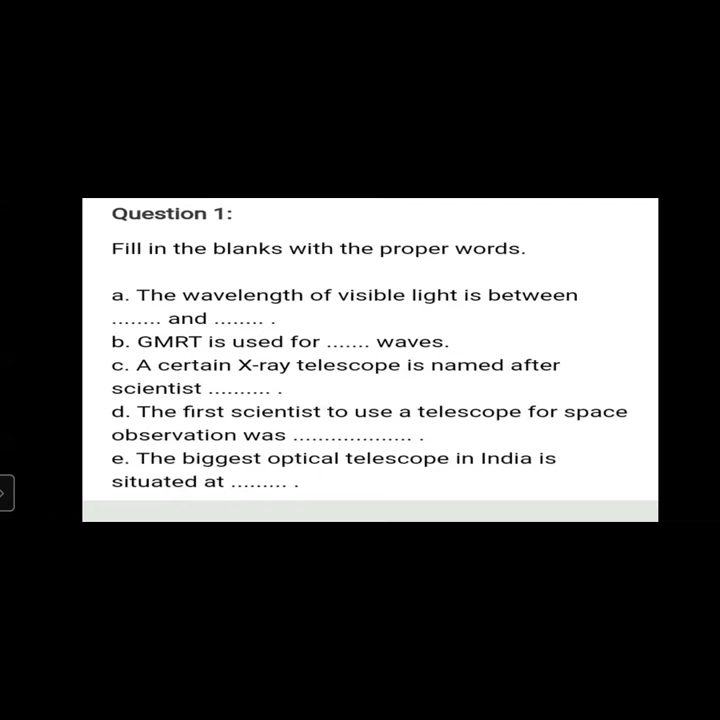 Question 1:
Fill in the blanks with the proper words.
a. The wavelength of visible light is between
........ and ........ .
b. GMRT is used for ....... waves.
c. A certain X-ray telescope is named after
scientist .......... .
d. The first scientist to use a telescope for space
observation was ................... .
e. The biggest optical telescope in India is
situated at ......... .